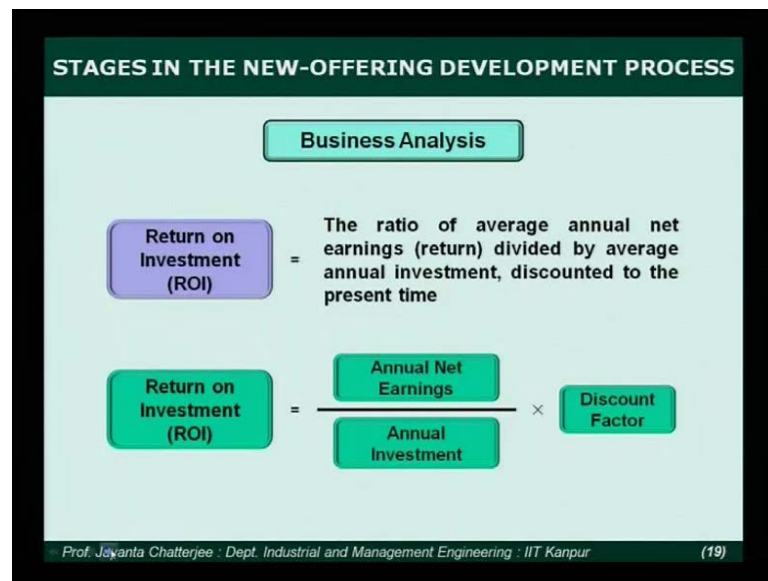 STAGES IN THE NEW-OFFERING DEVELOPMENT PROCESS
Business Analysis
Return on
Investment
(ROI)
=
The ratio of average annual net
earnings (return) divided by average
annual investment, discounted to the
present time
Return on
Investment
(ROI)
=
Annual Net
Earnings
Annual
Investment
×
Discount
Factor
Prof. Jayanta Chatterjee : Dept. Industrial and Management Engineering : IIT Kanpur
(19)